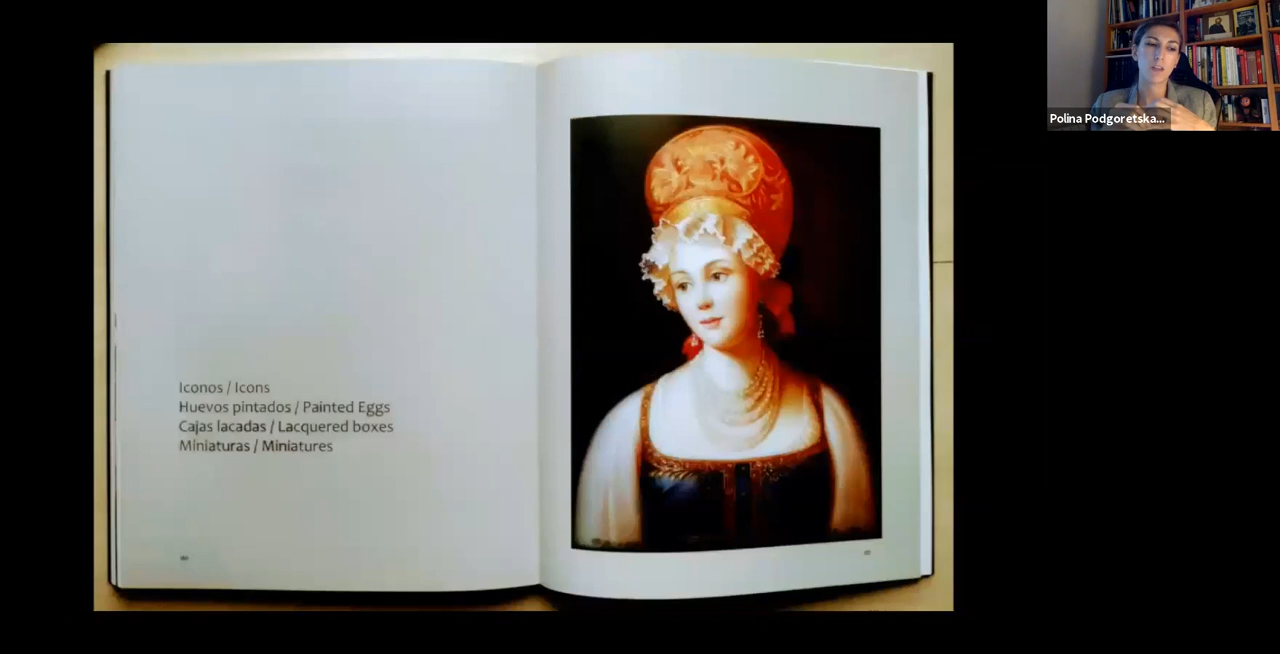 Iconos / Icons
Huevos pintados / Painted Eggs
Cajas lacadas / Lacquered boxes
Miniaturas / Miniatures
Polina Podgoretska...